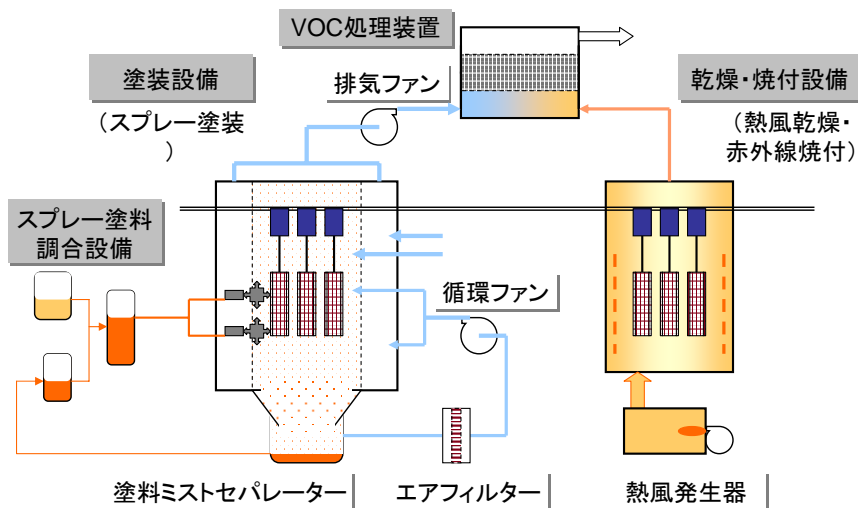 VOC処理装置
塗装設備
排気ファン
乾燥・焼付設備
（スプレー塗装
）
（熱風乾燥・
赤外線焼付）
スプレー塗料
調合設備
循環ファン
塗料ミストセパレーター
エアフィルター
熱風発生器